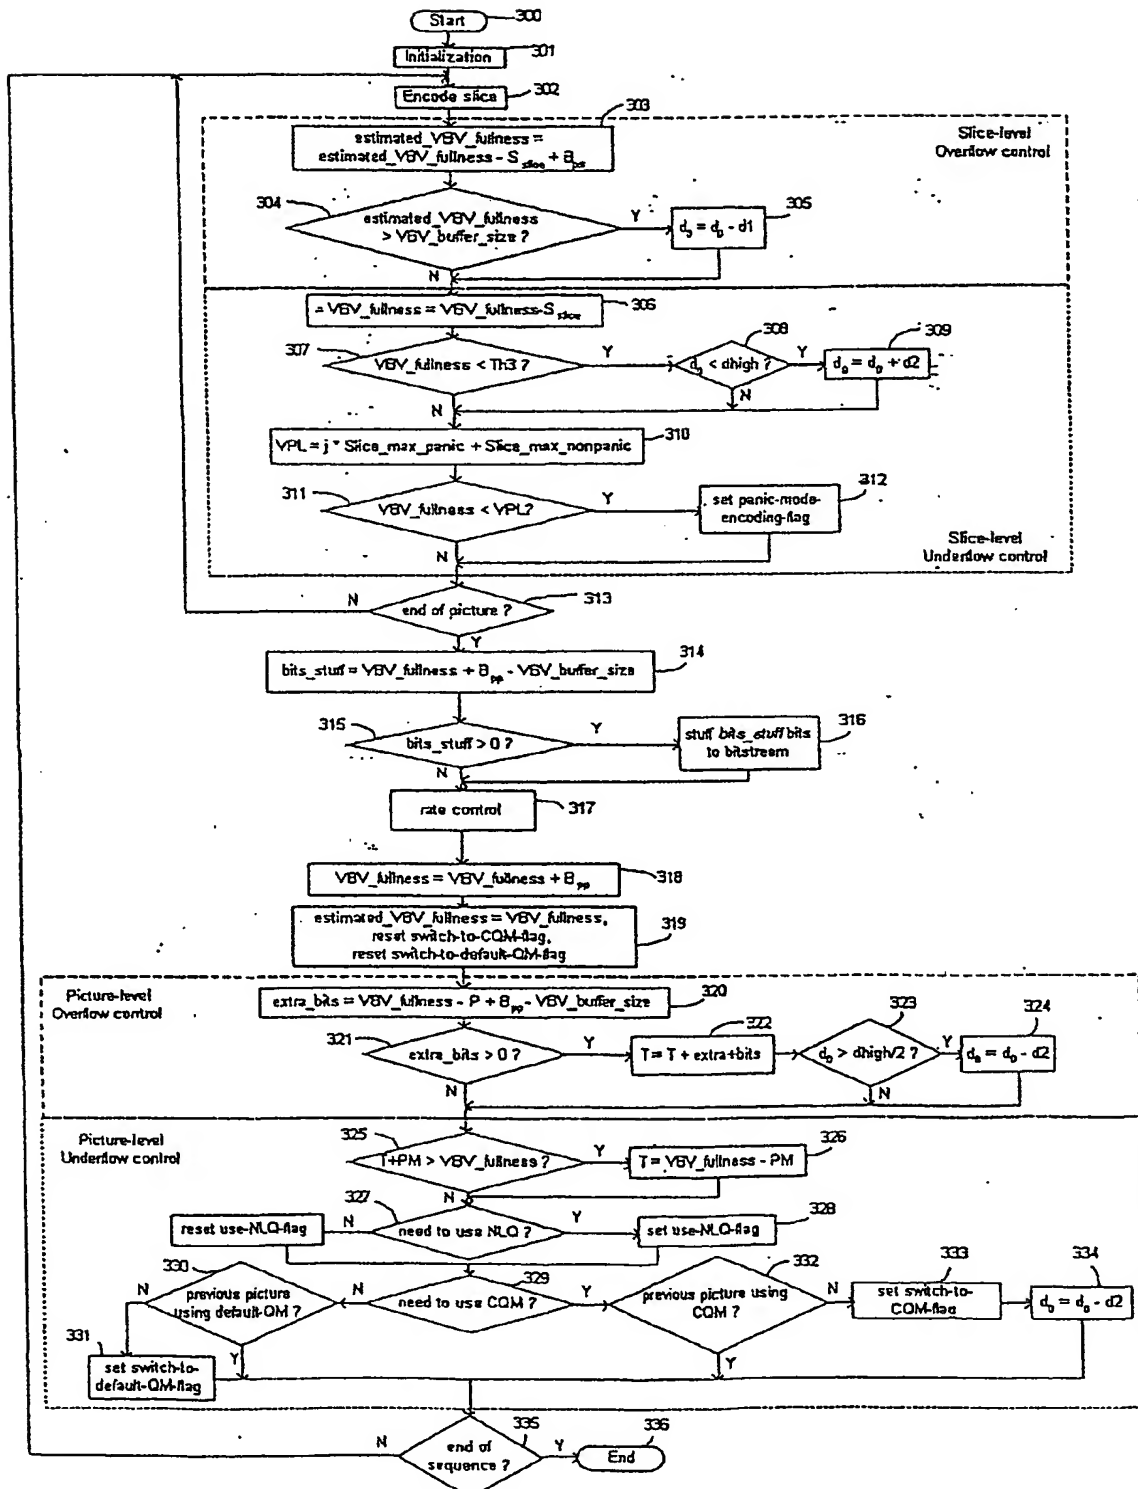 Start
300
Initialization
301
Encode slice
302
303
estimated_VBV_fullness =
estimated_VBV_fullness - S_slice + B_ps
Slice-level
Overflow control
304
estimated_VBV_fullness
> VBV_buffer_size ?
Y
305
d_0 = d_0 - d1
N
= VBV_fullness = VBV_fullness-S_slice
306
307
VBV_fullness < Th3 ?
Y
308
d_0 < dhigh ?
Y
309
d_0 = d_0 + d2
N
N
VPL = j * Slice_max_panic + Slice_max_nonpanic
310
311
VBV_fullness < VPL?
Y
312
set panic-mode-
encoding-flag
N
Slice-level
Underflow control
N
end of picture ?
313
Y
bits_stuff = VBV_fullness + B_pp - VBV_buffer_size
314
315
bits_stuff > 0 ?
Y
316
stuff bits_stuff bits
to bitstream
N
rate control
317
VBV_fullness = VBV_fullness + B_pp
318
estimated_VBV_fullness = VBV_fullness,
reset switch-to-CQM-flag,
reset switch-to-default-QM-flag
319
Picture-level
Overflow control
extra_bits = VBV_fullness - P + B_pp - VBV_buffer_size
320
321
extra_bits > 0 ?
Y
322
T = T + extra+bits
323
d_0 > dhigh/2 ?
Y
324
d_0 = d_0 - d2
N
N
Picture-level
Underflow control
325
T+PM > VBV_fullness ?
Y
326
T = VBV_fullness - PM
N
327
reset use-NLQ-flag
N
need to use NLQ ?
Y
set use-NLQ-flag
328
330
N
previous picture
using default-QM ?
N
need to use CQM ?
329
Y
332
previous picture using
CQM ?
N
333
set switch-to-
CQM-flag
334
d_0 = d_0 - d2
331
set switch-to-
default-QM-flag
Y
Y
N
end of
sequence ?
335
Y
336
End